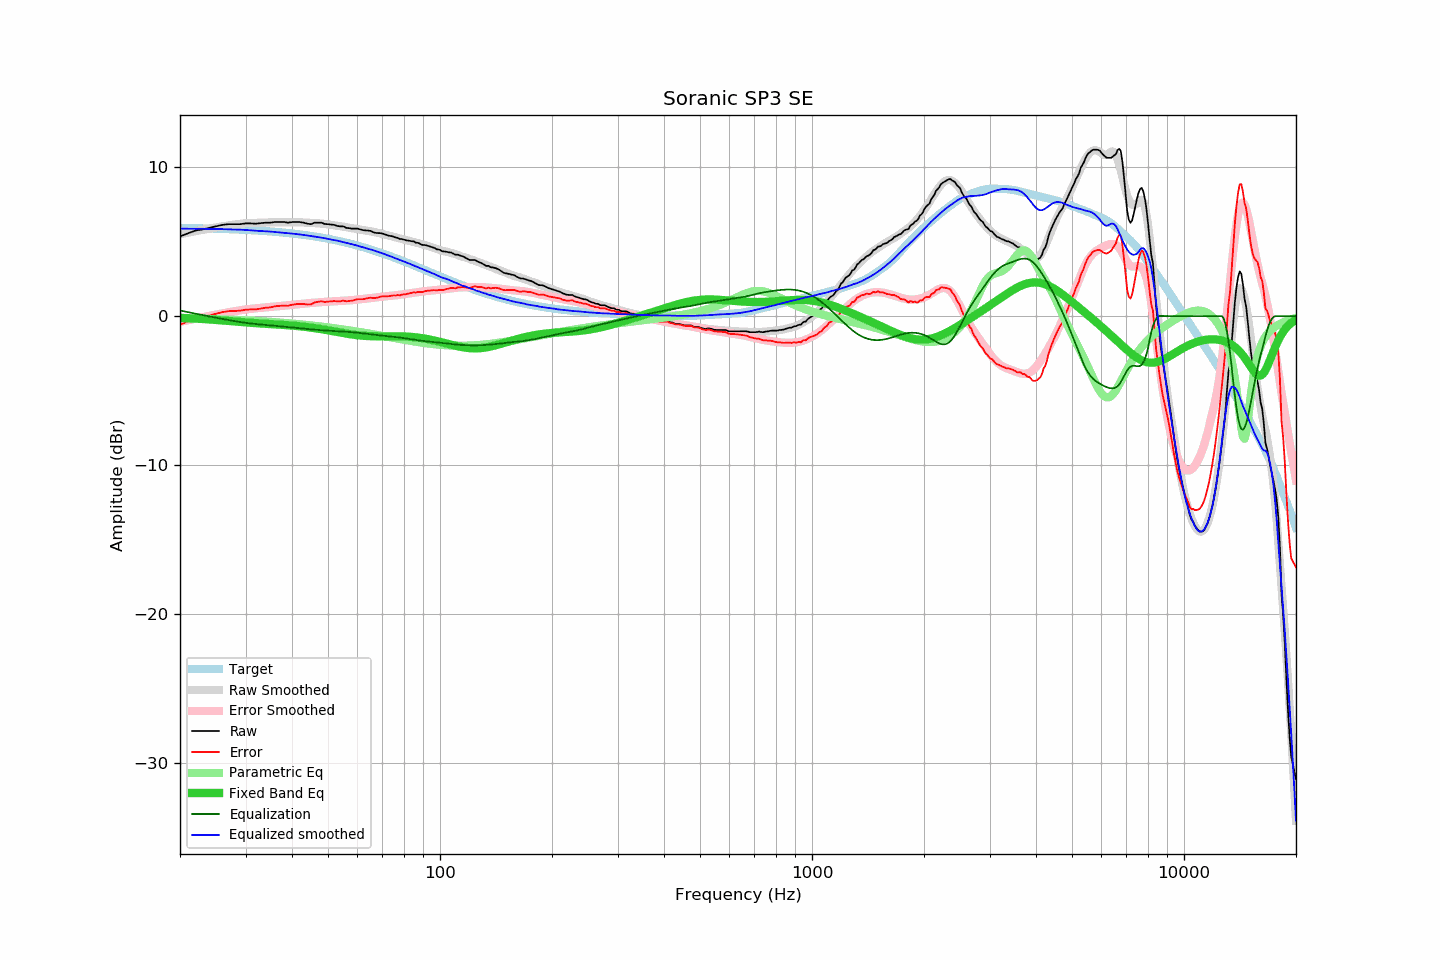 Soranic SP3 SE
10
0
−10
−20
−30
Amplitude (dBr)
Target
Raw Smoothed
Error Smoothed
Raw
Error
Parametric Eq
Fixed Band Eq
Equalization
Equalized smoothed
100
1000
10000
Frequency (Hz)